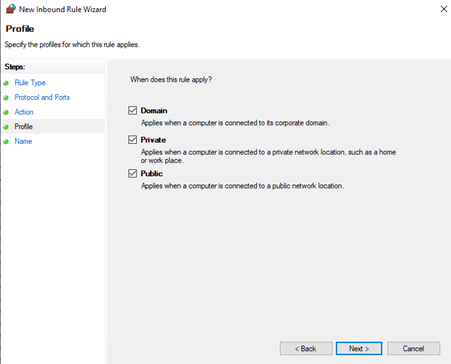 New Inbound Rule Wizard
Profile
Specify the profiles for which this rule applies.
Steps:
Rule Type
Protocol and Ports
Action
Profile
Name
When does this rule apply?
Domain
Applies when a computer is connected to its corporate domain.
Private
Applies when a computer is connected to a private network location, such as a home
or work place.
Public
Applies when a computer is connected to a public network location.
< Back
Next >
Cancel